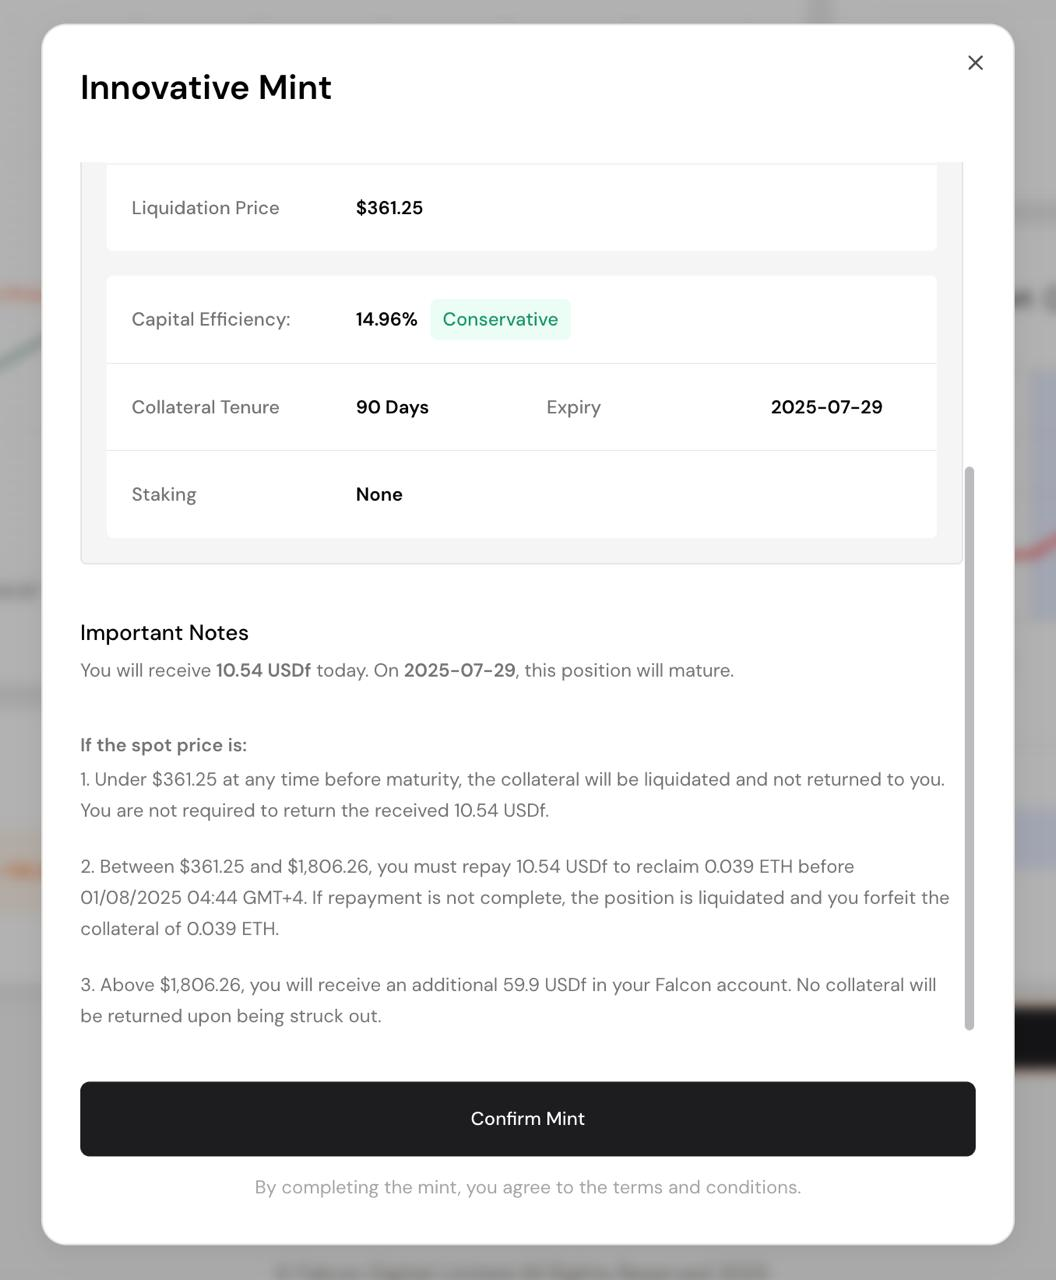 Innovative Mint
Liquidation Price $361.25
Capital Efficiency: 14.96% Conservative
Collateral Tenure 90 Days Expiry 2025-07-29
Staking None
Important Notes
You will receive 10.54 USDf today. On 2025-07-29, this position will mature.
If the spot price is:
1. Under $361.25 at any time before maturity, the collateral will be liquidated and not returned to you.
You are not required to return the received 10.54 USDf.
2. Between $361.25 and $1,806.26, you must repay 10.54 USDf to reclaim 0.039 ETH before
01/08/2025 04:44 GMT+4. If repayment is not complete, the position is liquidated and you forfeit the
collateral of 0.039 ETH.
3. Above $1,806.26, you will receive an additional 59.9 USDf in your Falcon account. No collateral will
be returned upon being struck out.
Confirm Mint
By completing the mint, you agree to the terms and conditions.